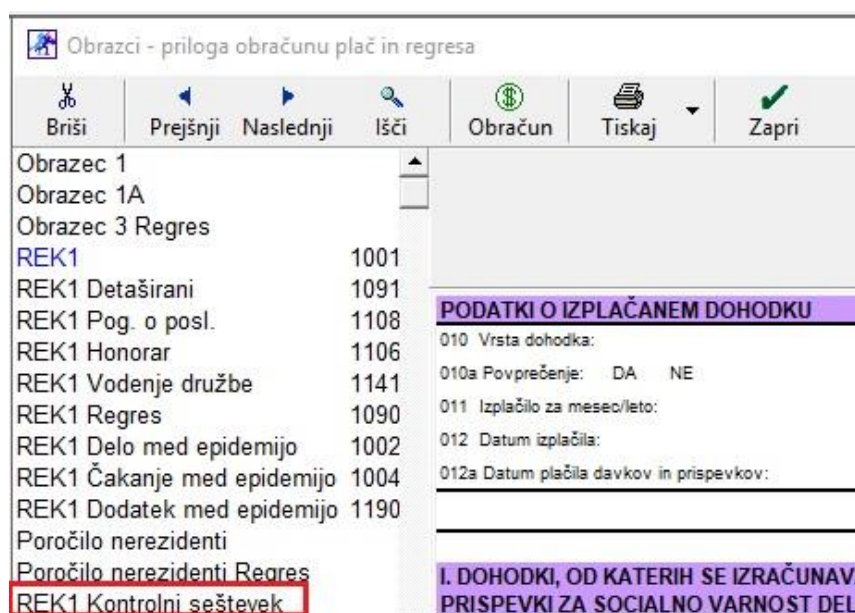 Obrazci - priloga obračunu plač in regresa
Briši Prejšnji Naslednji Išči Obračun Tiskaj Zapri
Obrazec 1
Obrazec 1A
Obrazec 3 Regres
REK1 1001
REK1 Detaširani 1091
REK1 Pog. o posl. 1108
REK1 Honorar 1106
REK1 Vodenje družbe 1141
REK1 Regres 1090
REK1 Delo med epidemijo 1002
REK1 Čakanje med epidemijo 1004
REK1 Dodatek med epidemijo 1190
Poročilo nerezidenti
Poročilo nerezidenti Regres
REK1 Kontrolni seštevek
PODATKI O IZPLAČANEM DOHODKU
010 Vrsta dohodka:
010a Povprečenje: DA NE
011 Izplačilo za mesec/leto:
012 Datum izplačila:
012a Datum plačila davkov in prispevkov:
I. DOHODKI, OD KATERIH SE IZRAČUNAV
PRISPEVKI ZA SOCIALNO VARNOST DEL